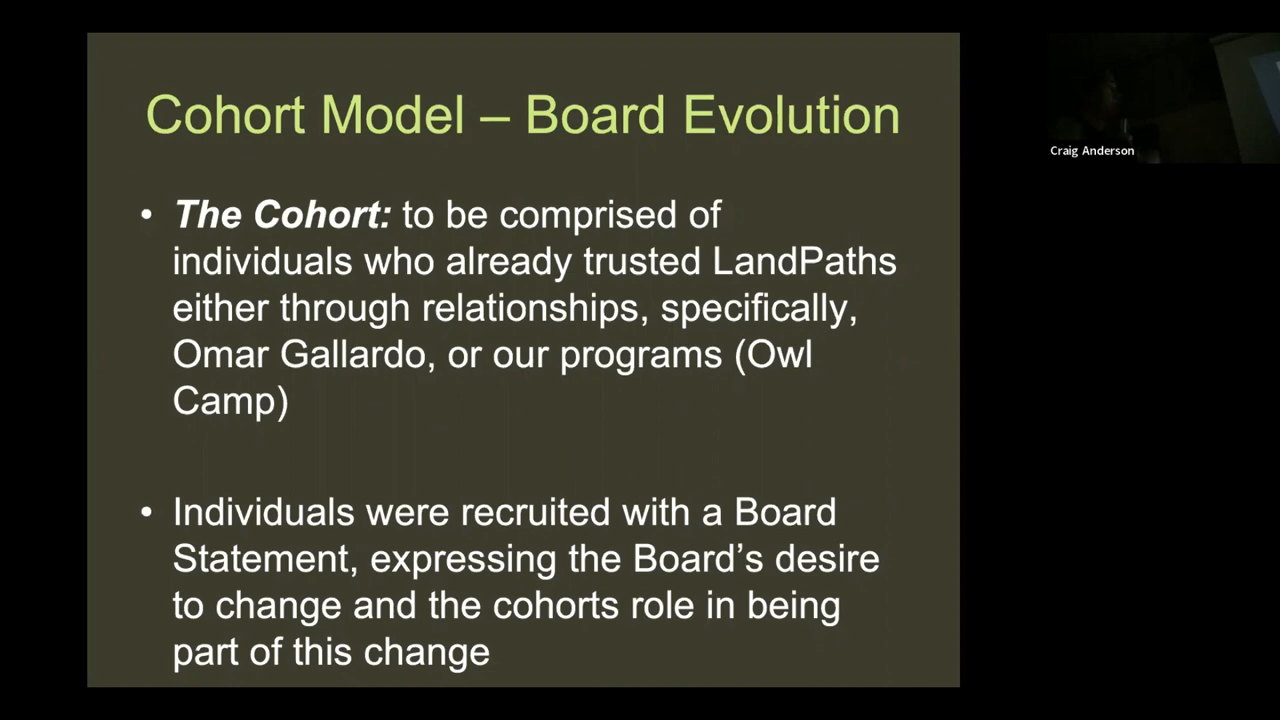 Cohort Model – Board Evolution
• The Cohort: to be comprised of
individuals who already trusted LandPaths
either through relationships, specifically,
Omar Gallardo, or our programs (Owl
Camp)
• Individuals were recruited with a Board
Statement, expressing the Board’s desire
to change and the cohorts role in being
part of this change
Craig Anderson